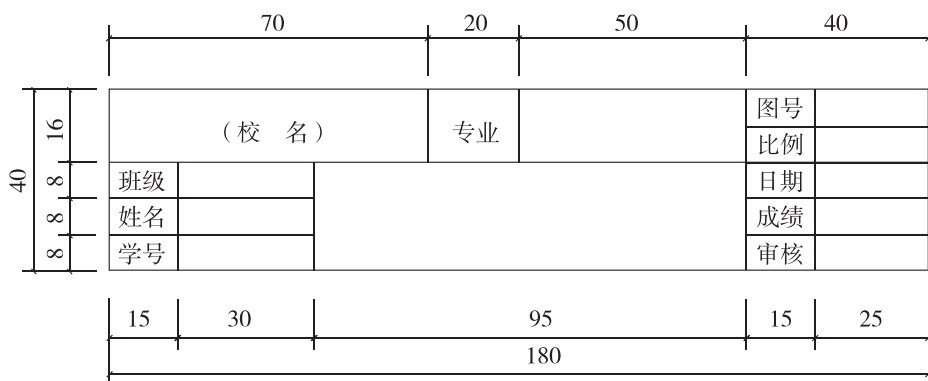 70 20 50 40
图号
16 （校 名） 专业
比例
40
8 班级 日期
8 姓名 成绩
8 学号 审核
15 30 95 15 25
180